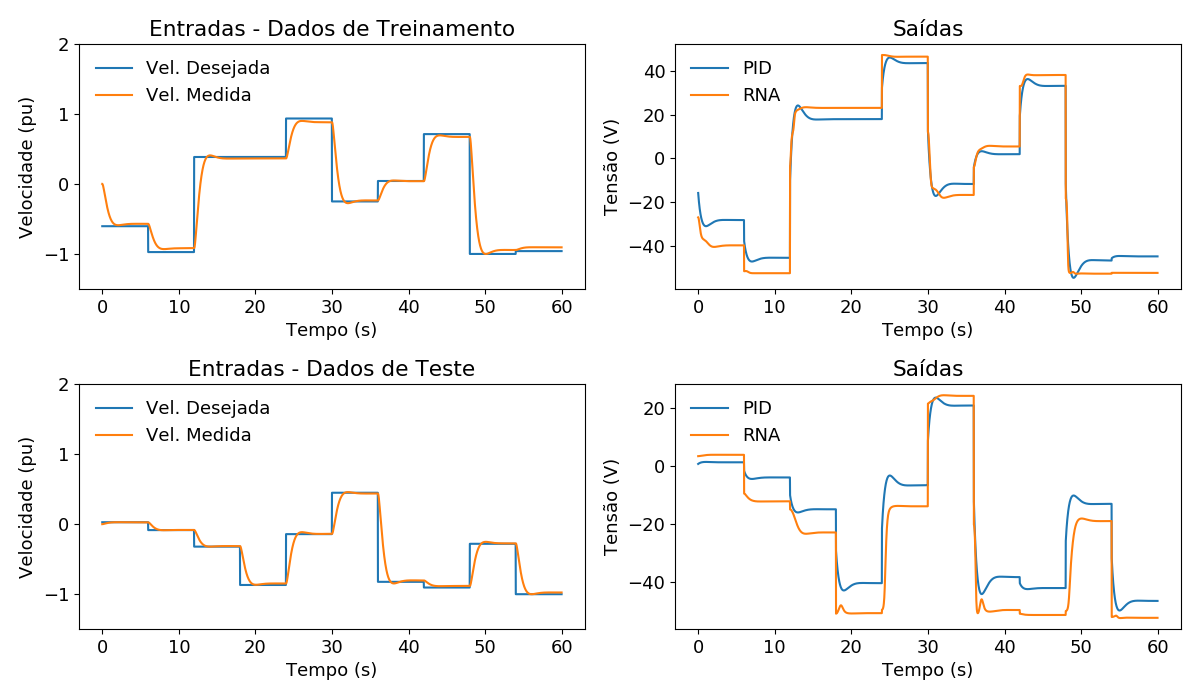 Entradas - Dados de Treinamento
Vel. Desejada
Vel. Medida
2
1
0
−1
Velocidade (pu)
0 10 20 30 40 50 60
Tempo (s)
Saídas
PID
RNA
40
20
0
−20
−40
Tensão (V)
0 10 20 30 40 50 60
Tempo (s)
Entradas - Dados de Teste
Vel. Desejada
Vel. Medida
2
1
0
−1
Velocidade (pu)
0 10 20 30 40 50 60
Tempo (s)
Saídas
PID
RNA
20
0
−20
−40
Tensão (V)
0 10 20 30 40 50 60
Tempo (s)